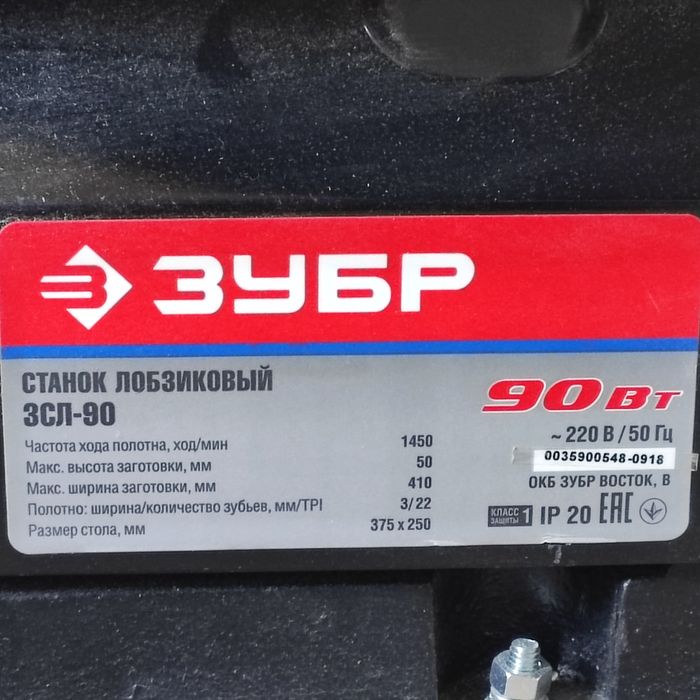 ЗУБР
СТАНОК ЛОБЗИКОВЫЙ
ЗСЛ-90
90 Вт
Частота хода полотна, ход/мин 1450
~ 220 В / 50 Гц
Макс. высота заготовки, мм 50
0035900548-0918
Макс. ширина заготовки, мм 410
ОКБ ЗУБР ВОСТОК, В
Полотно: ширина/количество зубьев, мм/TPI 3/22
КЛАСС ЗАЩИТЫ 1 IP 20 EAC
Размер стола, мм 375 x 250